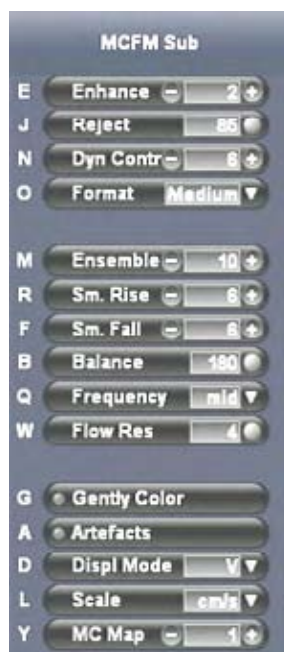 MCFM Sub
E Enhance - 2 +
J Reject 85
N Dyn Contr - 8 +
O Format Medium
M Ensemble - 10 +
R Sm. Rise - 6 +
F Sm. Fall - 6 +
B Balance 180
Q Frequency mid
W Flow Res 4
G Gently Color
A Artefacts
D Displ Mode V
L Scale cm/s
Y MC Map - 1 +